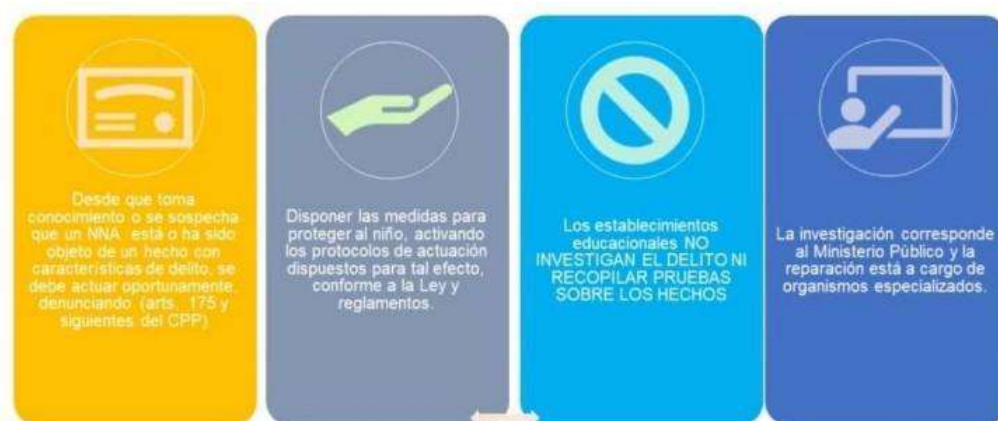 Desde que toma
conocimiento o se sospecha
que un NNA está o ha sido
objeto de un hecho con
características de delito, se
debe actuar oportunamente,
denunciando (arts. 175 y
siguientes del CPP)
Disponer las medidas para
proteger al niño, activando
los protocolos de actuación
dispuestos para tal efecto,
conforme a la Ley y
reglamentos.
Los establecimientos
educacionales NO
INVESTIGAN EL DELITO NI
RECOPILAR PRUEBAS
SOBRE LOS HECHOS
La investigación corresponde
al Ministerio Público y la
reparación está a cargo de
organismos especializados.